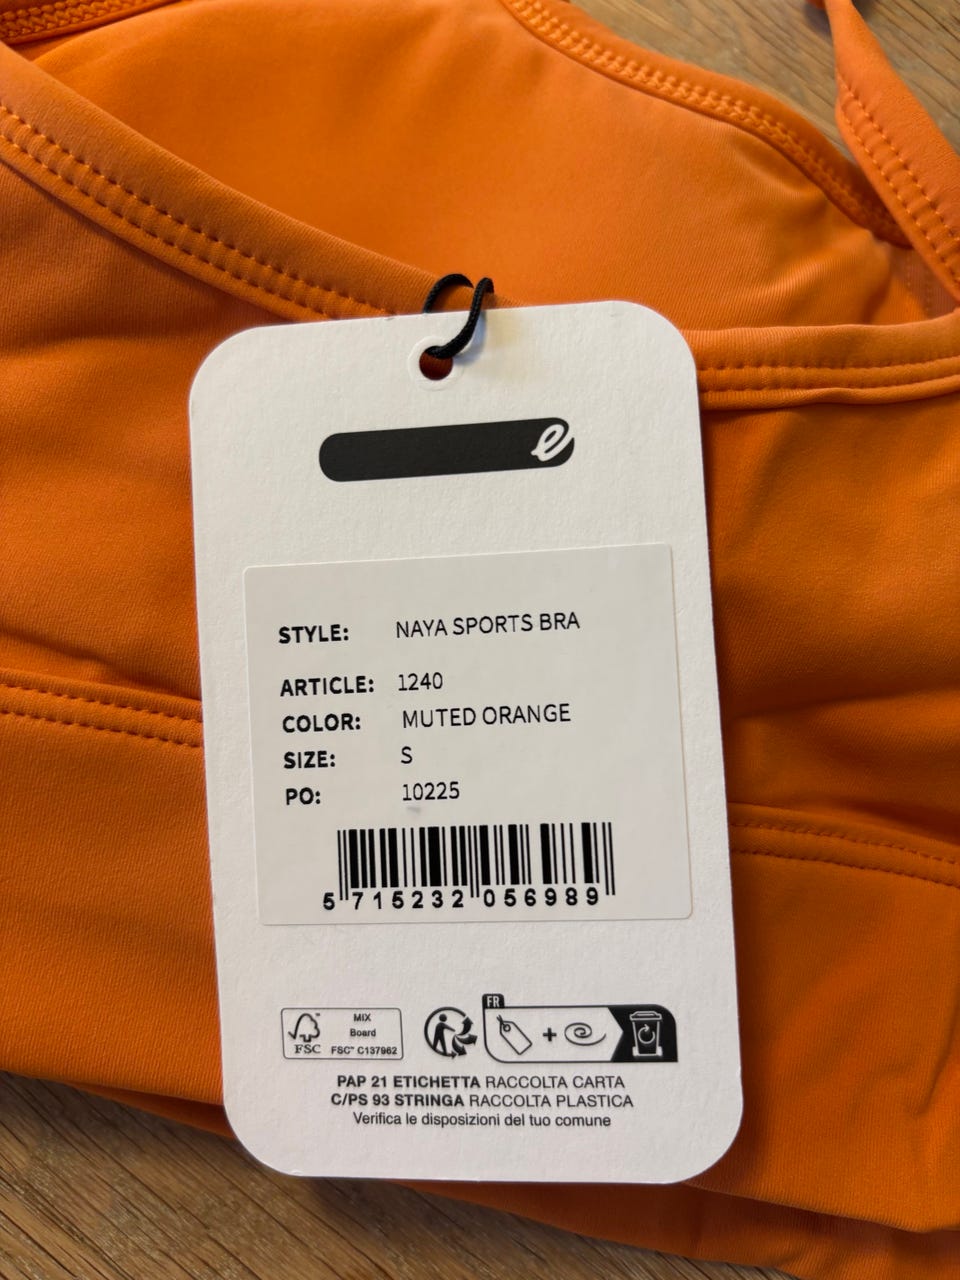 e
STYLE: NAYA SPORTS BRA
ARTICLE: 1240
COLOR: MUTED ORANGE
SIZE: S
PO: 10225
5 715232 056989
FR
MIX
Board
FSC™ C137962
FSC
+
PAP 21 ETICHETTA RACCOLTA CARTA
C/PS 93 STRINGA RACCOLTA PLASTICA
Verifica le disposizioni del tuo comune